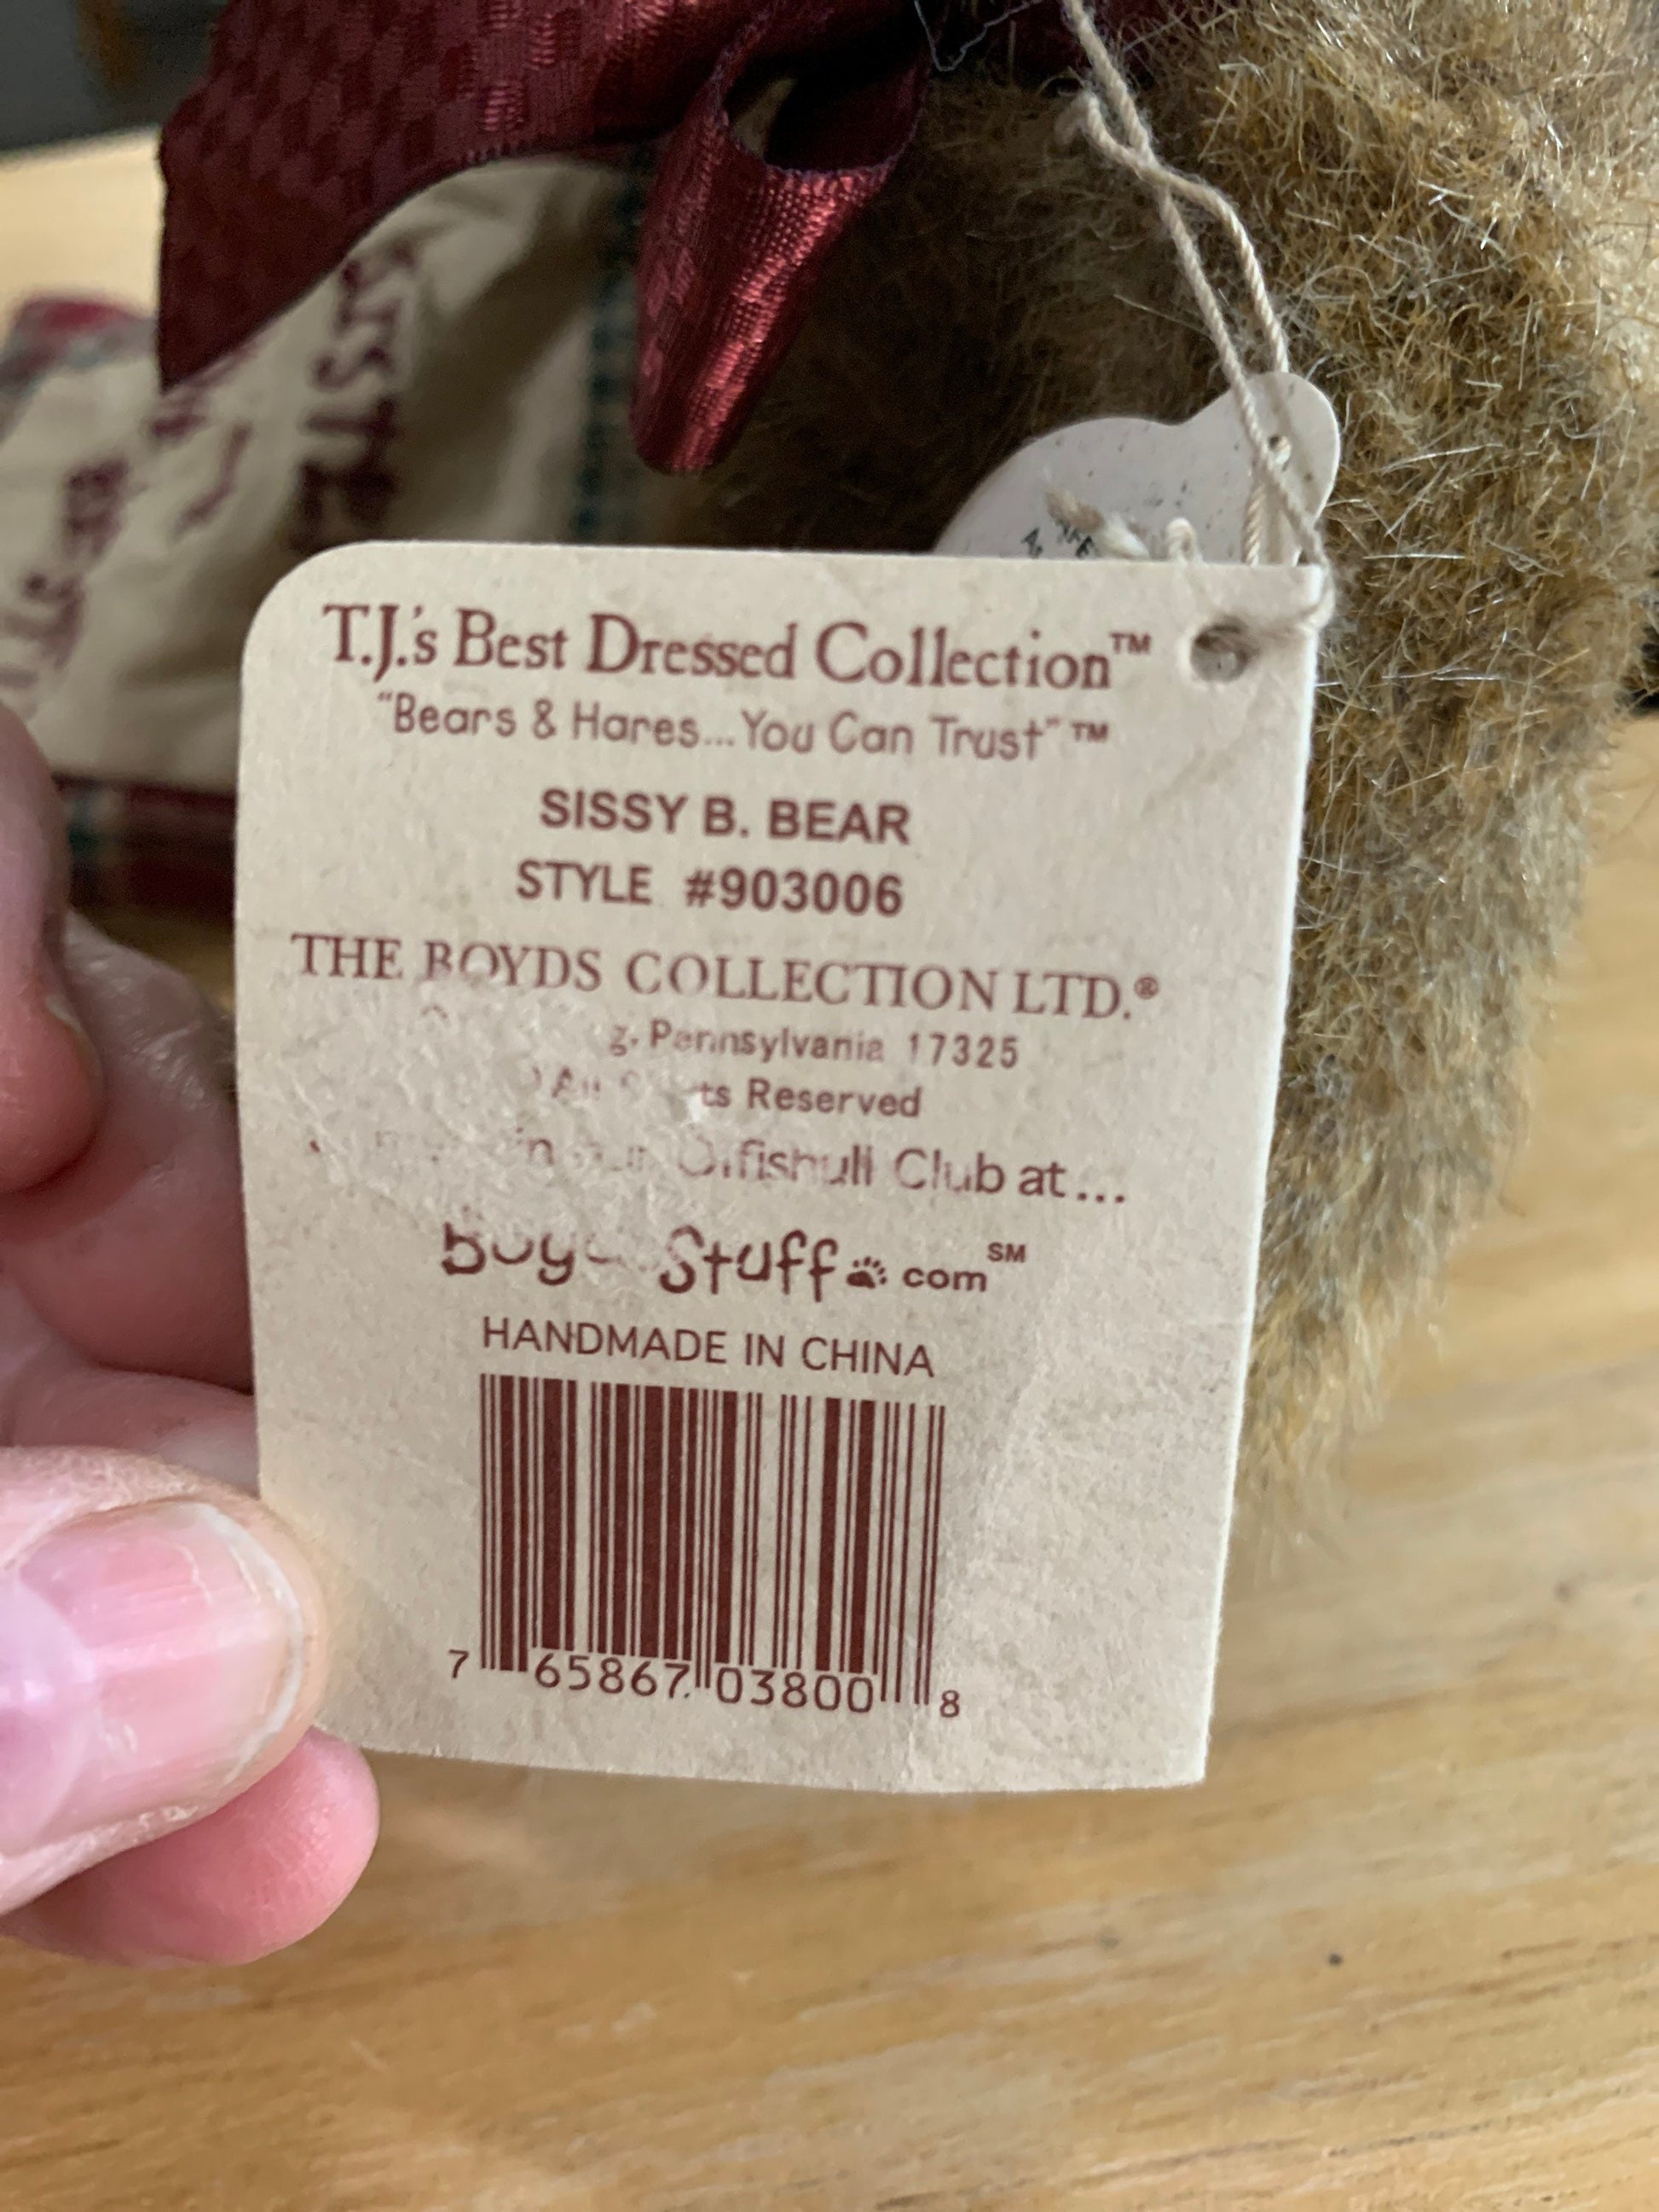 T.J.'s Best Dressed Collection™
"Bears & Hares...You Can Trust"™
SISSY B. BEAR
STYLE #903006
THE BOYDS COLLECTION LTD.®
Pennsylvania 17325
Reserved
Club at...
Stuff com℠
HANDMADE IN CHINA
7 65867 03800 8